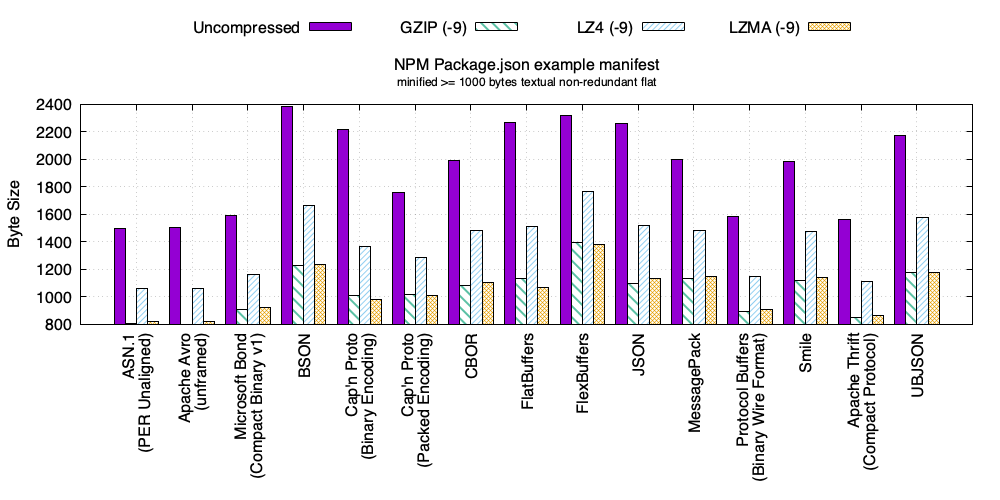 Uncompressed GZIP (-9) LZ4 (-9) LZMA (-9)
NPM Package.json example manifest
minified >= 1000 bytes textual non-redundant flat
Byte Size
2400
2200
2000
1800
1600
1400
1200
1000
800
ASN.1
(PER Unaligned)
Apache Avro
(unframed)
Microsoft Bond
(Compact Binary v1)
BSON
Cap'n Proto
(Binary Encoding)
Cap'n Proto
(Packed Encoding)
CBOR
FlatBuffers
FlexBuffers
JSON
MessagePack
Protocol Buffers
(Binary Wire Format)
Smile
Apache Thrift
(Compact Protocol)
UBJSON